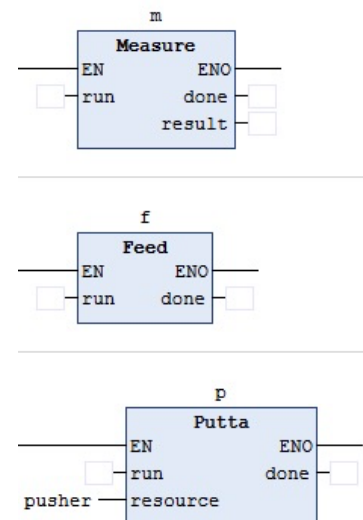 m
Measure
EN ENO
run done
result
f
Feed
EN ENO
run done
p
Putta
EN ENO
run done
pusher resource